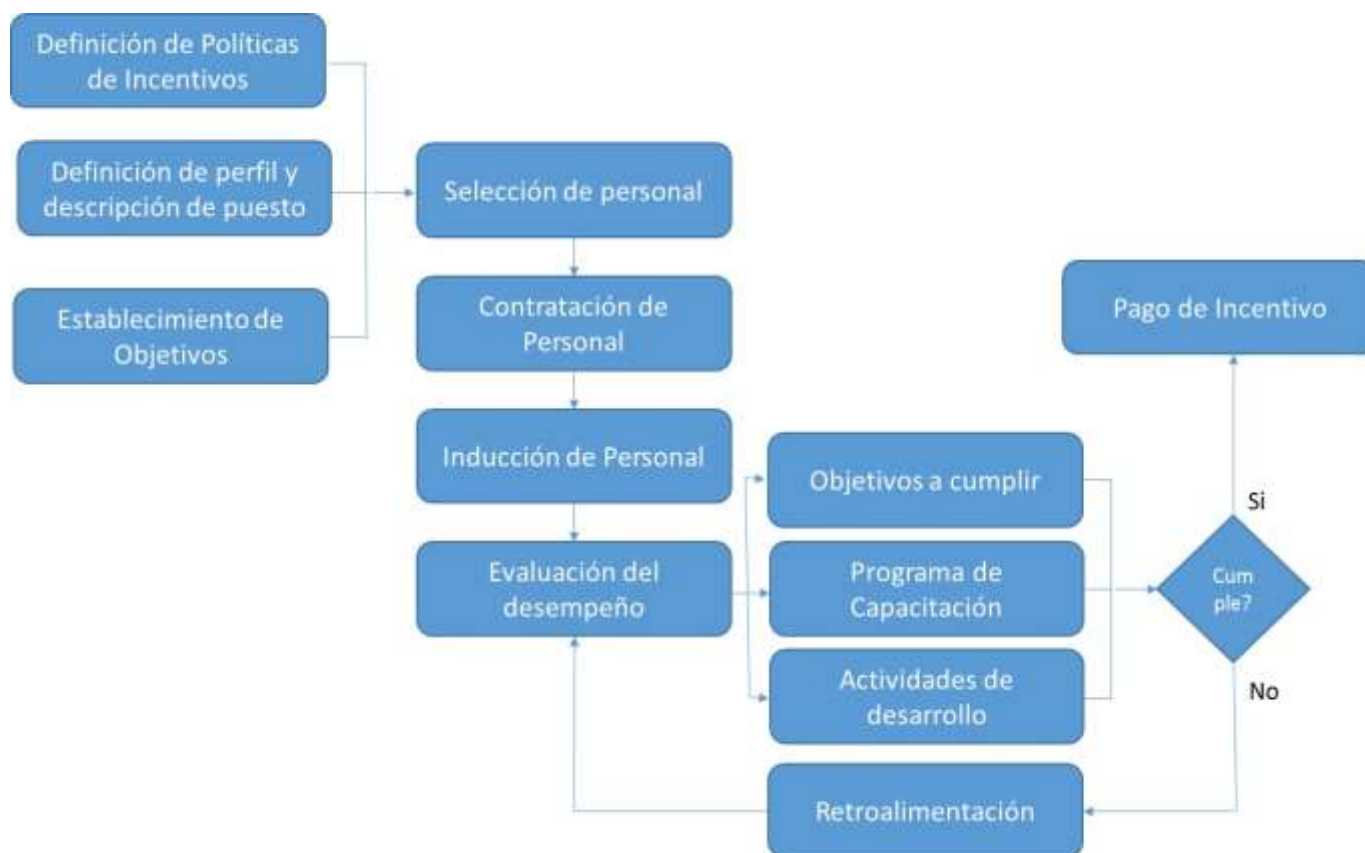 Definición de Políticas
de Incentivos
Definición de perfil y
descripción de puesto
Establecimiento de
Objetivos
Selección de personal
Contratación de
Personal
Inducción de Personal
Evaluación del
desempeño
Objetivos a cumplir
Programa de
Capacitación
Actividades de
desarrollo
Retroalimentación
Cum
ple?
Si
No
Pago de Incentivo